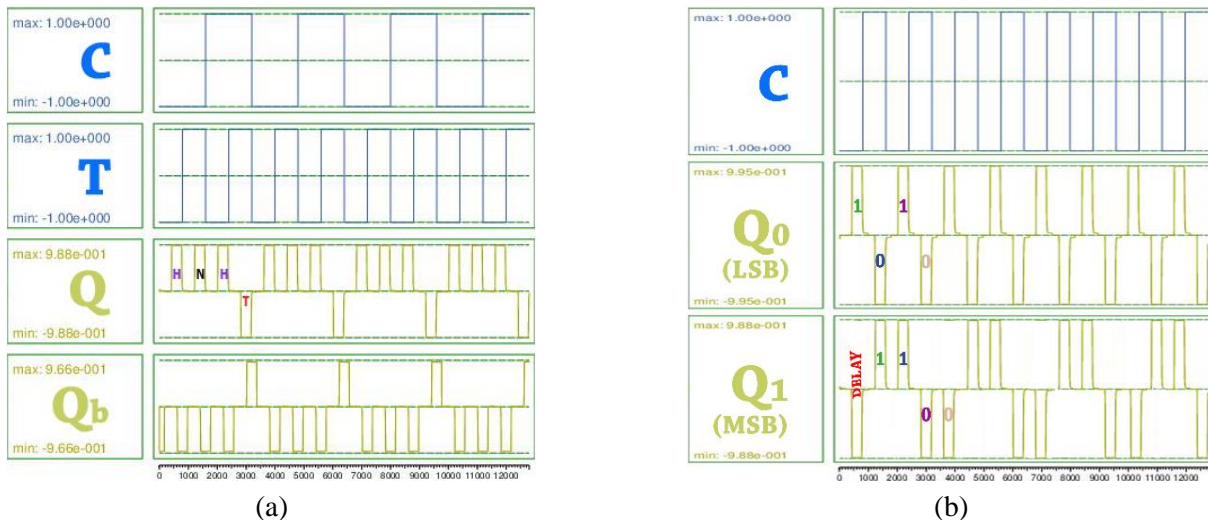 max: 1.00e+000
C
min: -1.00e+000
max: 1.00e+000
T
min: -1.00e+000
max: 9.88e-001
Q
min: -9.88e-001
H N H
T
max: 9.66e-001
Qb
min: -9.66e-001
0 1000 2000 3000 4000 5000 6000 7000 8000 9000 10000 11000 12000
(a)
max: 1.00e+000
C
min: -1.00e+000
max: 9.95e-001
Q0
(LSB)
min: -9.95e-001
1 1
0 0
max: 9.88e-001
Q1
(MSB)
min: -9.88e-001
DELAY
1 1
0 0
0 1000 2000 3000 4000 5000 6000 7000 8000 9000 10000 11000 12000
(b)